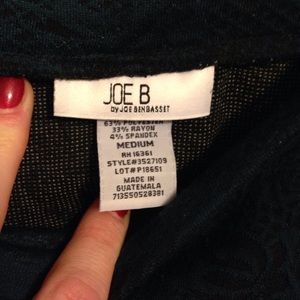 JOE B
by JOE BENBASSET
63% POLYESTER
33% RAYON
4% SPANDEX
MEDIUM
RN 16361
STYLE#3527109
LOT#P18651
MADE IN
GUATEMALA
713550528381